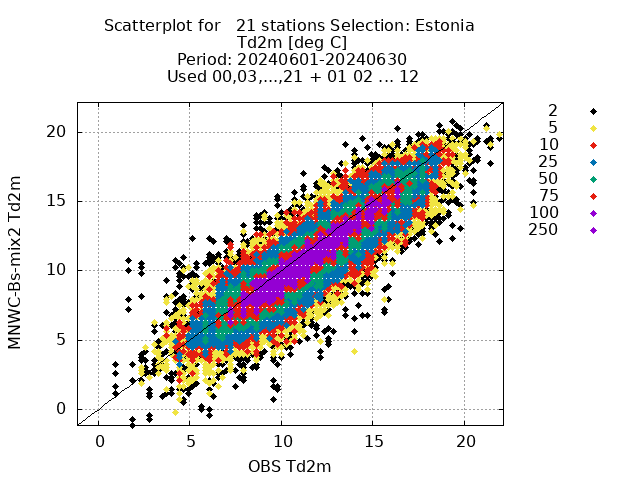 Scatterplot for   21 stations Selection: Estonia
Td2m [deg C]
Period: 20240601-20240630
Used 00,03,...,21 + 01 02 ... 12
2
5
10
25
50
75
100
250
20
15
10
5
0
MNWC-Bs-mix2 Td2m
0 5 10 15 20
OBS Td2m